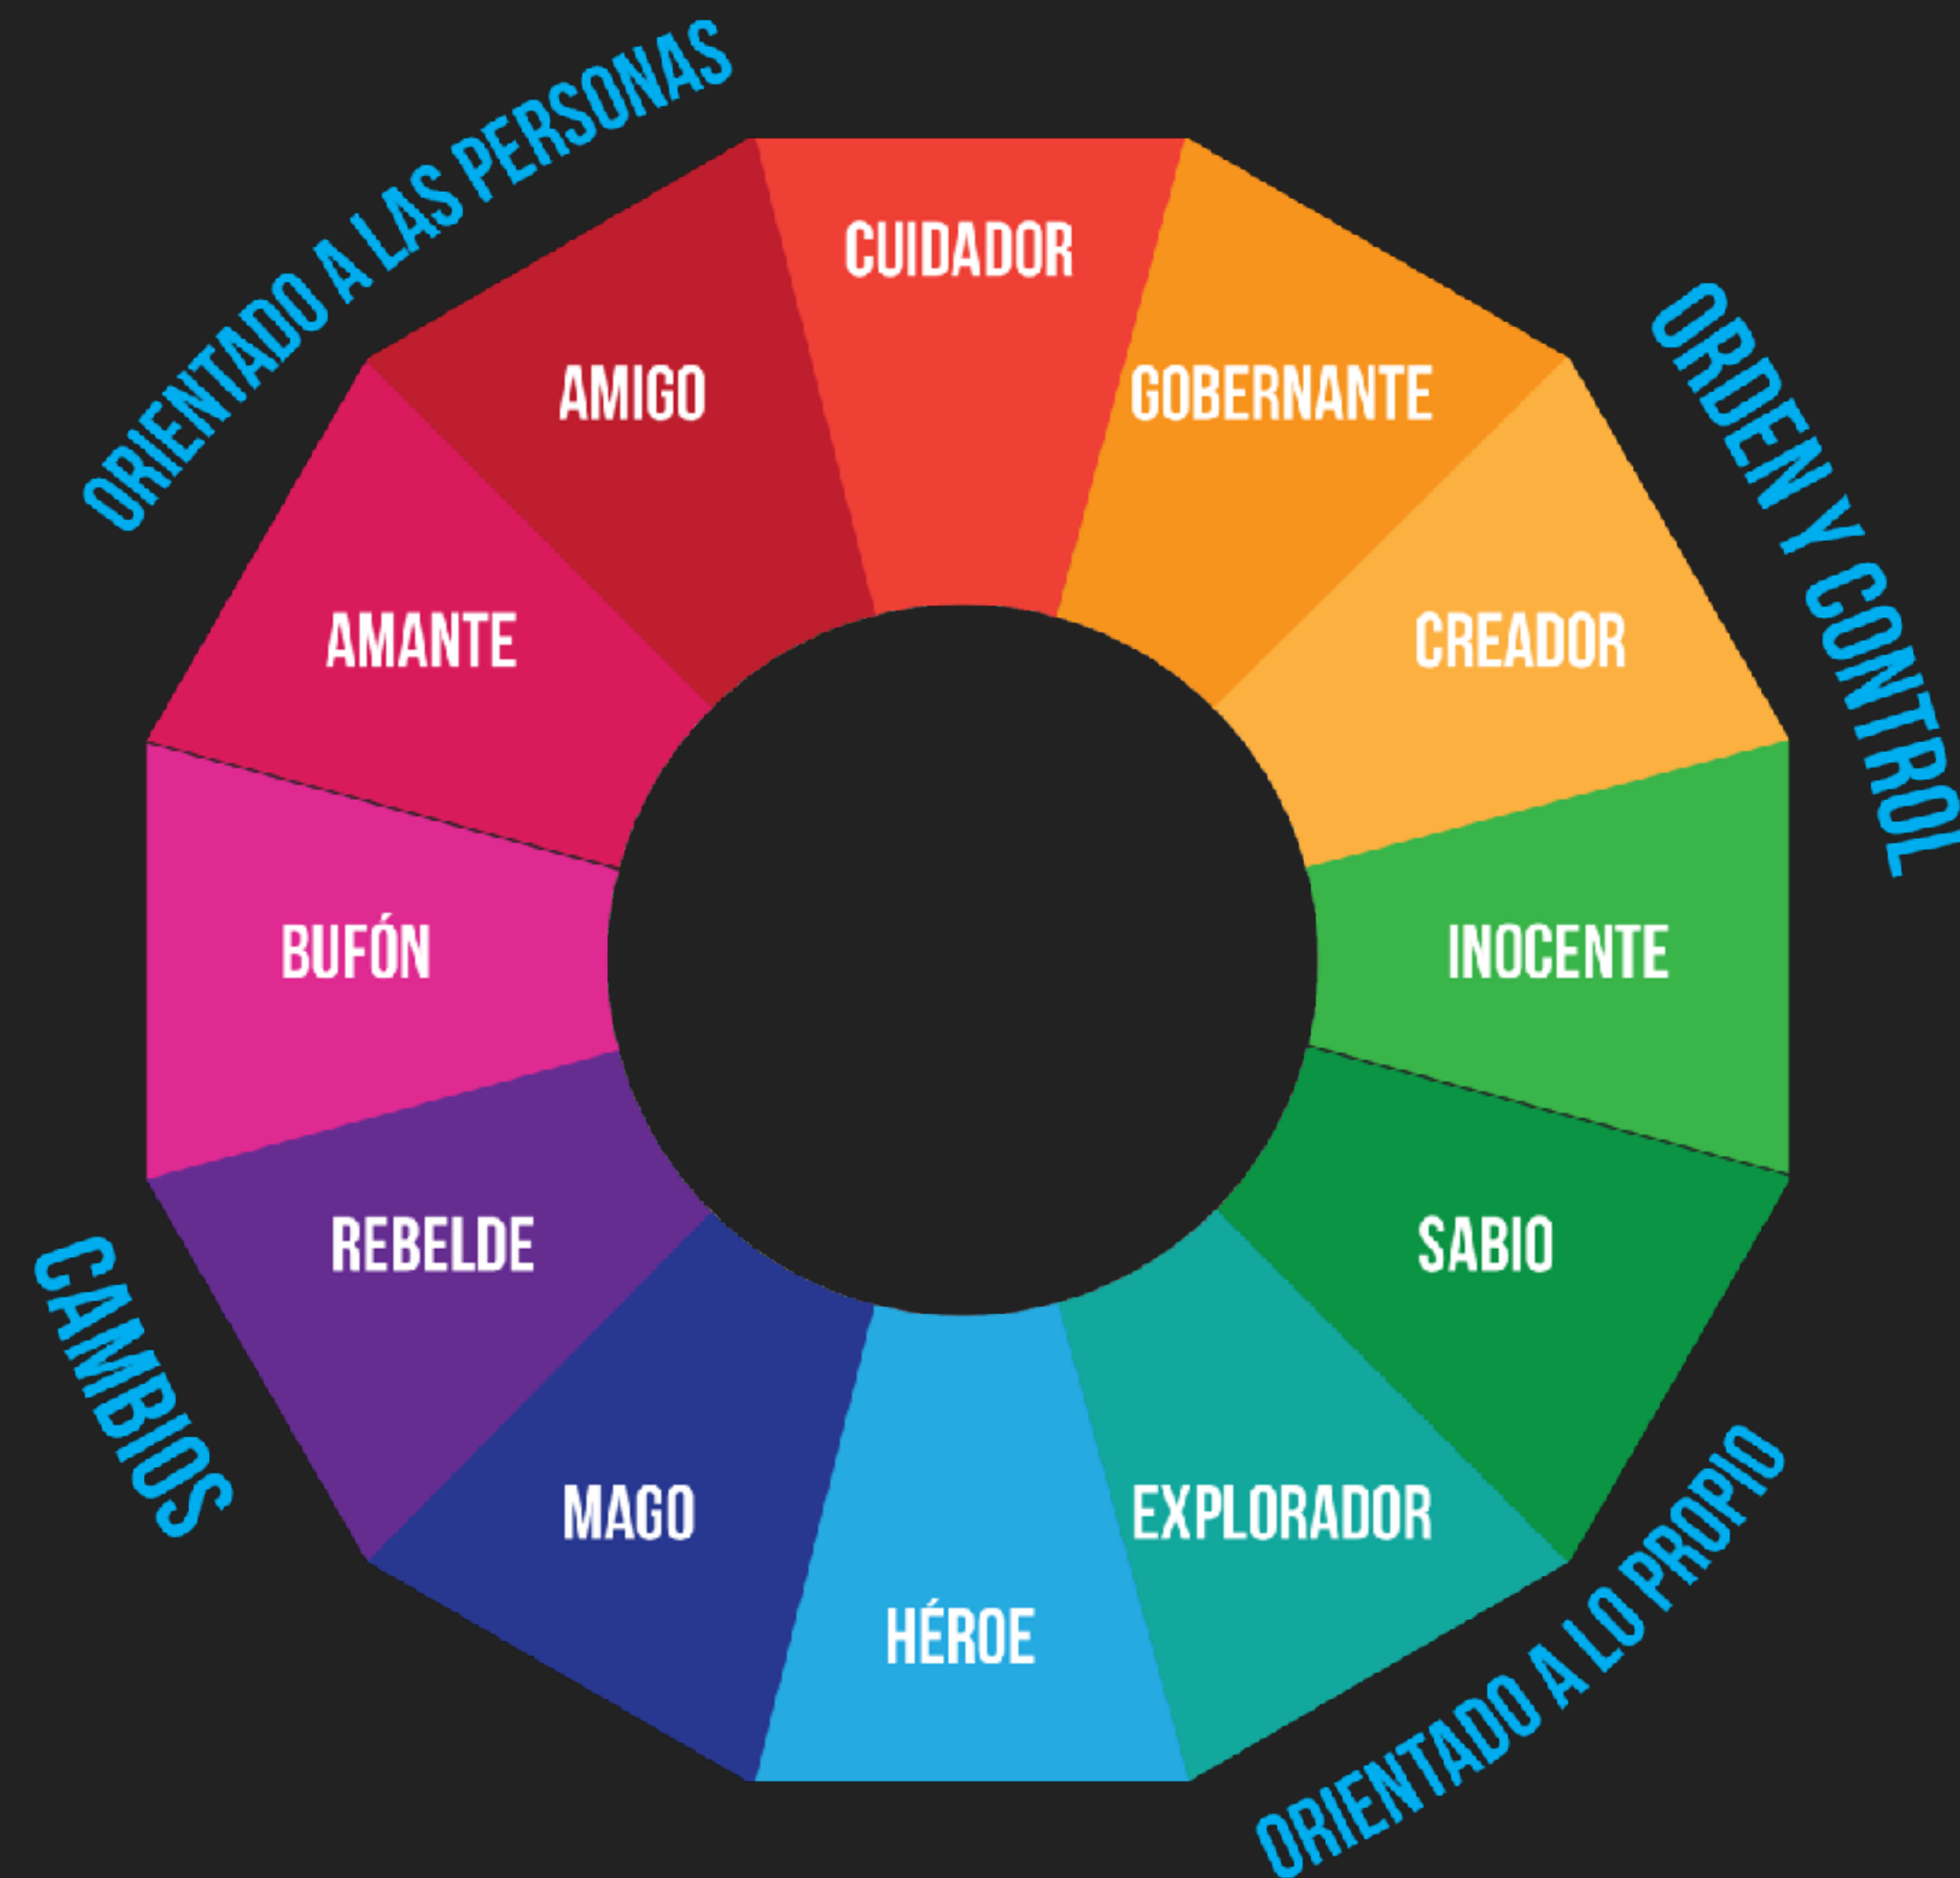 ORIENTADO A LAS PERSONAS
CUIDADOR
AMIGO
GOBERNANTE
ORDEN Y CONTROL
AMANTE
CREADOR
BUFÓN
INOCENTE
REBELDE
SABIO
CAMBIOS
MAGO
EXPLORADOR
HÉROE
ORIENTADO A LO PROPIO